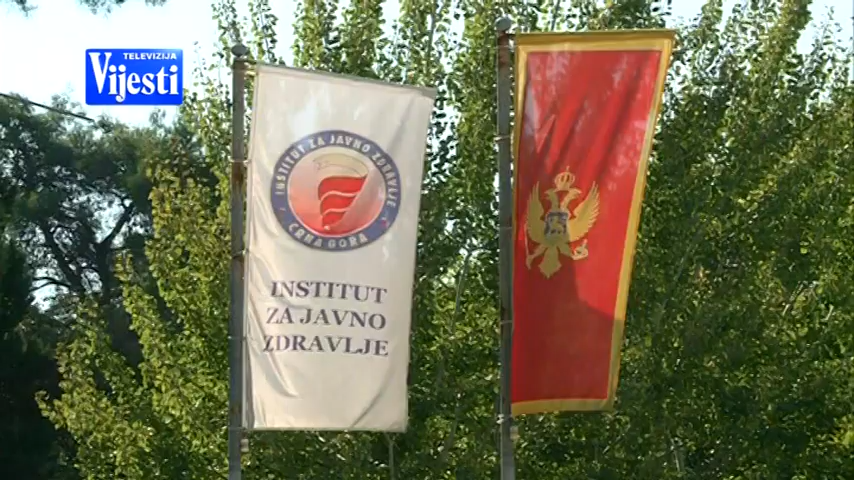 TELEVIZIJA
Vijesti
INSTITUT ZA JAVNO ZDRAVLJE
CRNA GORA
INSTITUT
ZA JAVNO
ZDRAVLJE